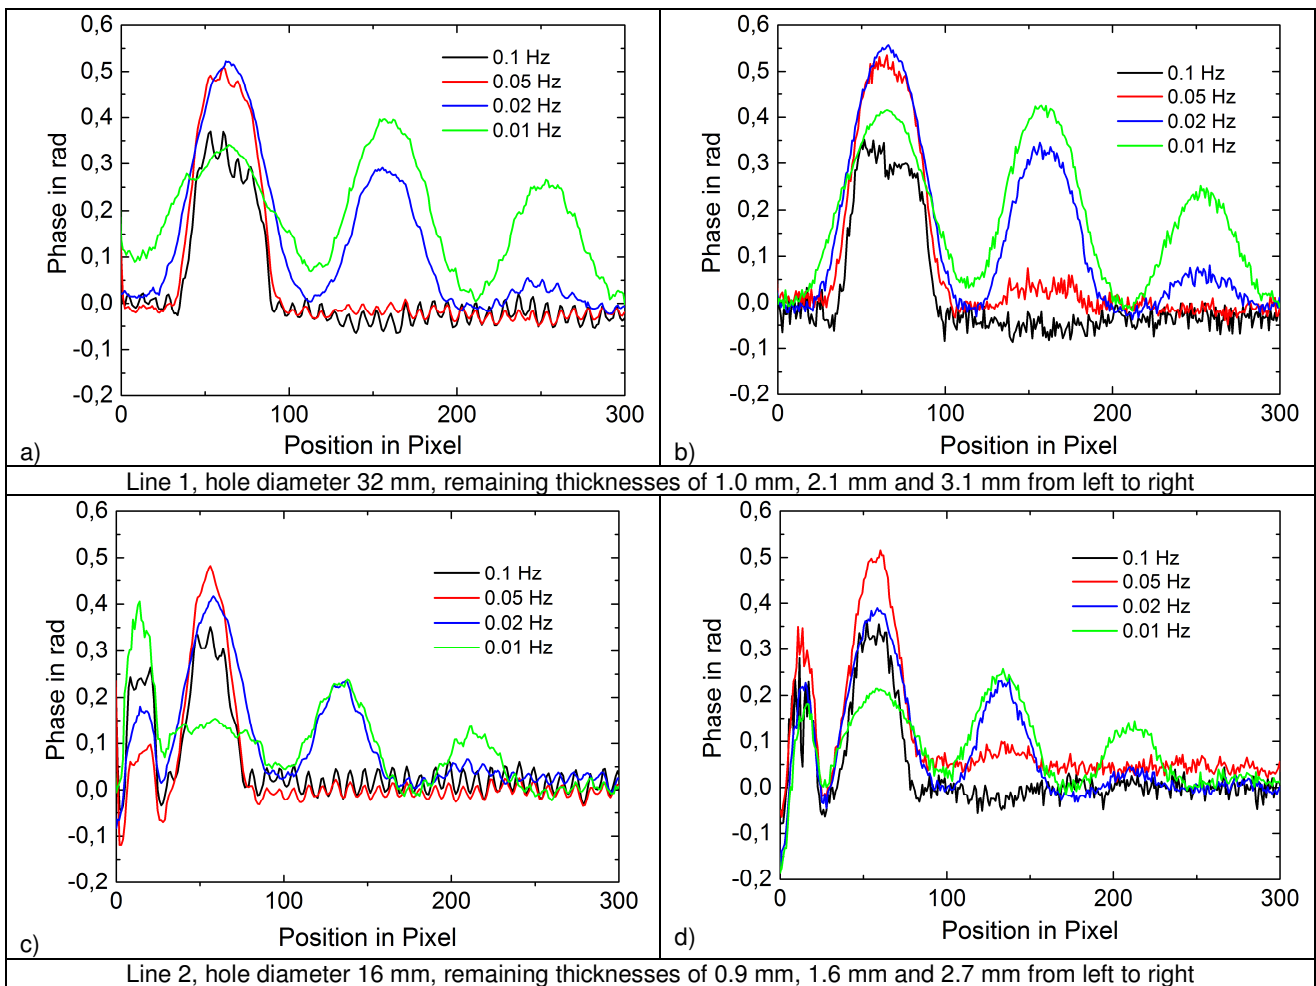 0,6
0,5
0,4
0,3
0,2
0,1
0,0
-0,1
-0,2
Phase in rad
0.1 Hz
0.05 Hz
0.02 Hz
0.01 Hz
0 100 200 300
Position in Pixel
a)
0,6
0,5
0,4
0,3
0,2
0,1
0,0
-0,1
-0,2
Phase in rad
0.1 Hz
0.05 Hz
0.02 Hz
0.01 Hz
0 100 200 300
Position in Pixel
b)
Line 1, hole diameter 32 mm, remaining thicknesses of 1.0 mm, 2.1 mm and 3.1 mm from left to right
0,6
0,5
0,4
0,3
0,2
0,1
0,0
-0,1
-0,2
Phase in rad
0.1 Hz
0.05 Hz
0.02 Hz
0.01 Hz
0 100 200 300
Position in Pixel
c)
0,6
0,5
0,4
0,3
0,2
0,1
0,0
-0,1
-0,2
Phase in rad
0.1 Hz
0.05 Hz
0.02 Hz
0.01 Hz
0 100 200 300
Position in Pixel
d)
Line 2, hole diameter 16 mm, remaining thicknesses of 0.9 mm, 1.6 mm and 2.7 mm from left to right